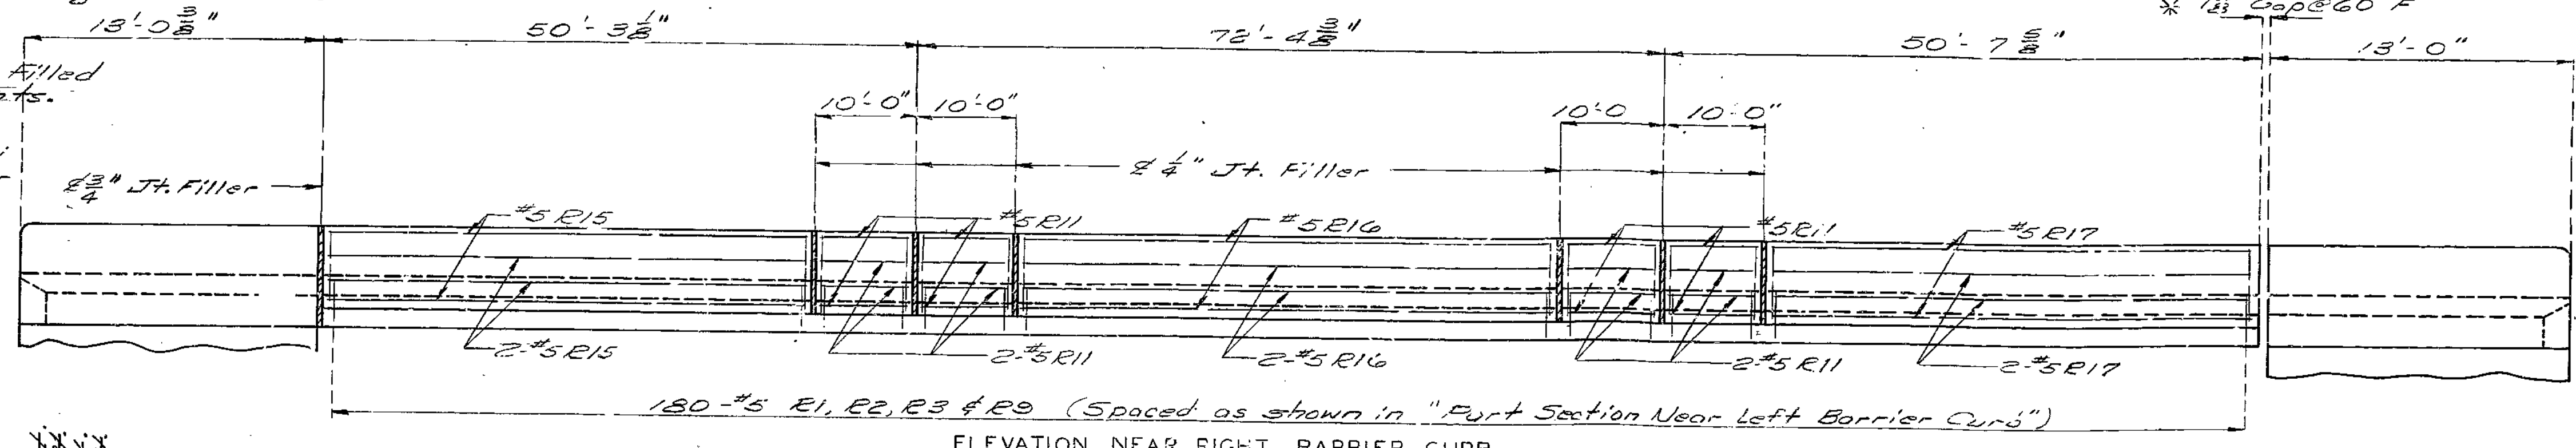 13'-0 3/8" 50'-3 1/8" 72'-4 3/8" 50'-7 5/8" 13'-0"
Gap @ 60°F
Filled
10'-0" 10'-0" 10'-0 10'-0"
℄ 3/4" Jt. Filler
℄ 1/4" Jt. Filler
#5 R15 #5 R11 #5 R16 #5 R11 #5 R17
2-#5 R15 2-#5 R11 2-#5 R16 2-#5 R11 2-#5 R17
180-#5 R1, R2, R3 & R9 (Spaced as shown in "Part Section Near Left Barrier Curb")
ELEVATION NEAR RIGHT BARRIER CURB